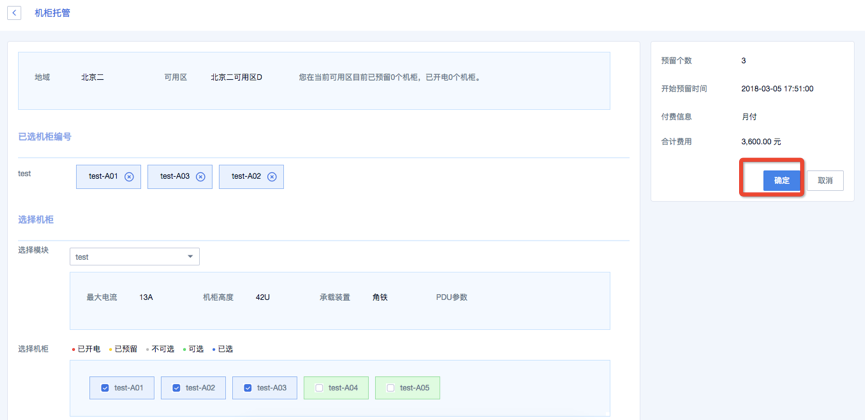 机柜托管
地域 北京二 可用区 北京二可用区D 您在当前可用区目前已预留0个机柜，已开电0个机柜。
已选机柜编号
test test-A01 test-A03 test-A02
选择机柜
选择模块 test
最大电流 13A 机柜高度 42U 承载装置 角铁 PDU参数
选择机柜 已开电 已预留 不可选 可选 已选
test-A01 test-A02 test-A03 test-A04 test-A05
预留个数 3
开始预留时间 2018-03-05 17:51:00
付费信息 月付
合计费用 3,600.00 元
确定 取消